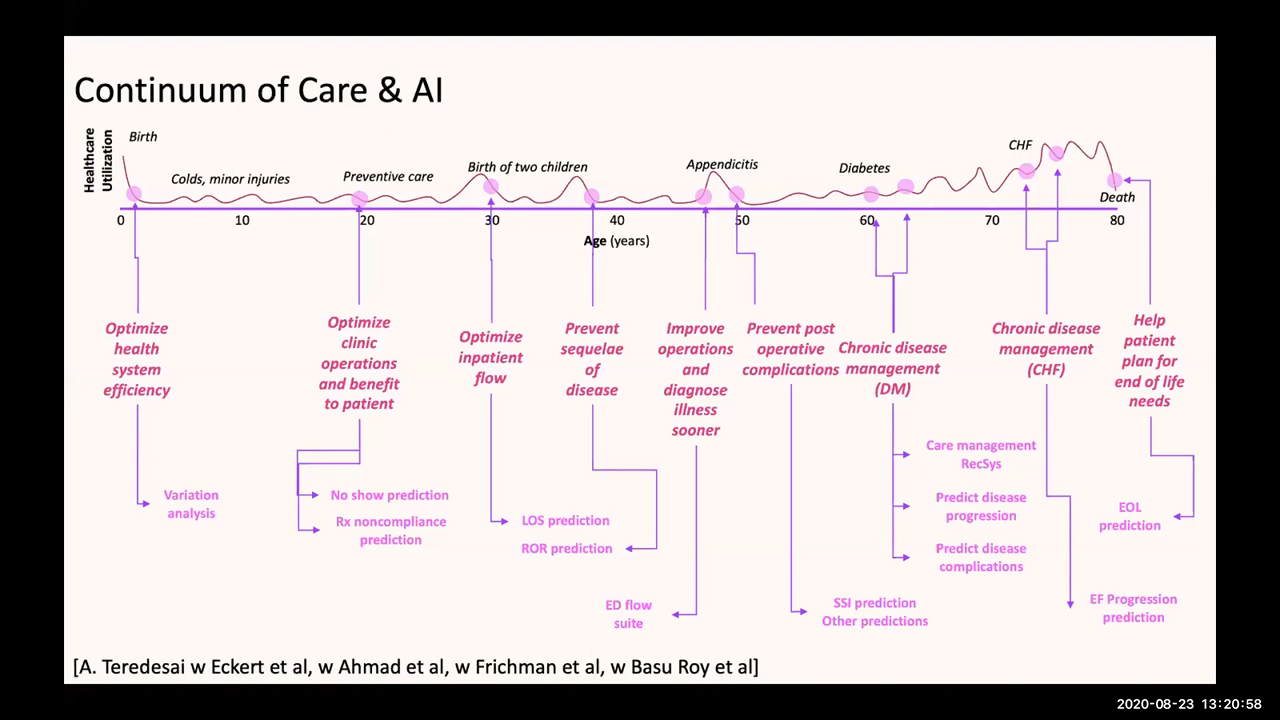 Continuum of Care & AI
Healthcare
Utilization
Birth
Colds, minor injuries
Preventive care
Birth of two children
Appendicitis
Diabetes
CHF
Death
0 10 20 30 40 50 60 70 80
Age (years)
Optimize
health
system
efficiency
Optimize
clinic
operations
and benefit
to patient
Optimize
inpatient
flow
Prevent
sequelae
of
disease
Improve
operations
and
diagnose
illness
sooner
Prevent post
operative
complications
Chronic disease
management
(DM)
Chronic disease
management
(CHF)
Help
patient
plan for
end of life
needs
Variation
analysis
No show prediction
Rx noncompliance
prediction
LOS prediction
ROR prediction
ED flow
suite
SSI prediction
Other predictions
Care management
RecSys
Predict disease
progression
Predict disease
complications
EF Progression
prediction
EOL
prediction
[A. Teredesai w Eckert et al, w Ahmad et al, w Frichman et al, w Basu Roy et al]
2020-08-23 13:20:58